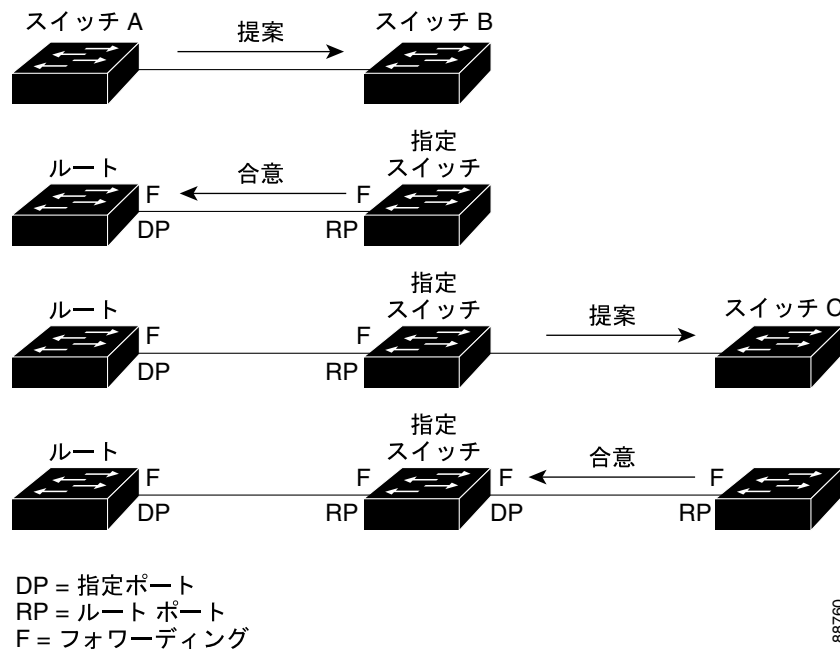 スイッチ A
提案
スイッチ B
指定
スイッチ
ルート
F
合意
F
DP
RP
指定
スイッチ
ルート
F
F
提案
スイッチ C
DP
RP
指定
スイッチ
ルート
F
F
F
合意
F
DP
RP
DP
RP
DP = 指定ポート
RP = ルート ポート
F = フォワーディング
88760